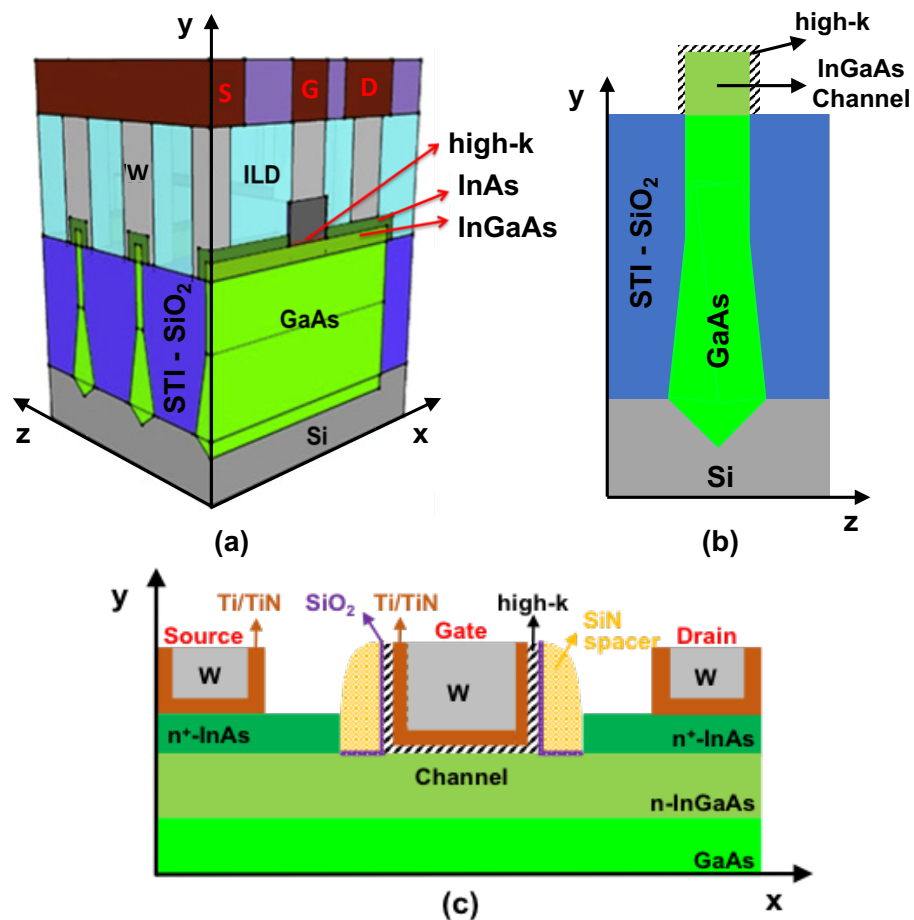 y
S
G
D
W
ILD
high-k
InAs
InGaAs
STI - SiO₂
GaAs
Si
z
x
(a)
high-k
InGaAs
Channel
y
STI - SiO₂
GaAs
Si
z
(b)
y
Ti/TiN
SiO₂
Ti/TiN
high-k
SiN
spacer
Source
Gate
Drain
W
W
W
n⁺-InAs
n⁺-InAs
Channel
n-InGaAs
GaAs
x
(c)